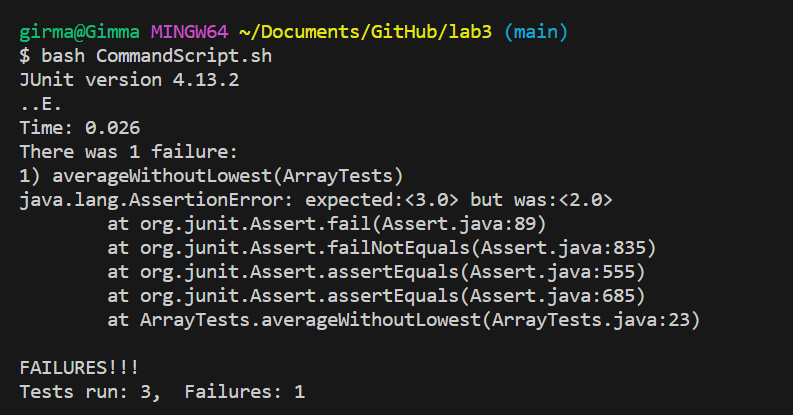 girma@Gimma MINGW64 ~/Documents/GitHub/lab3 (main)
$ bash CommandScript.sh
JUnit version 4.13.2
..E.
Time: 0.026
There was 1 failure:
1) averageWithoutLowest(ArrayTests)
java.lang.AssertionError: expected:<3.0> but was:<2.0>
        at org.junit.Assert.fail(Assert.java:89)
        at org.junit.Assert.failNotEquals(Assert.java:835)
        at org.junit.Assert.assertEquals(Assert.java:555)
        at org.junit.Assert.assertEquals(Assert.java:685)
        at ArrayTests.averageWithoutLowest(ArrayTests.java:23)

FAILURES!!!
Tests run: 3,  Failures: 1